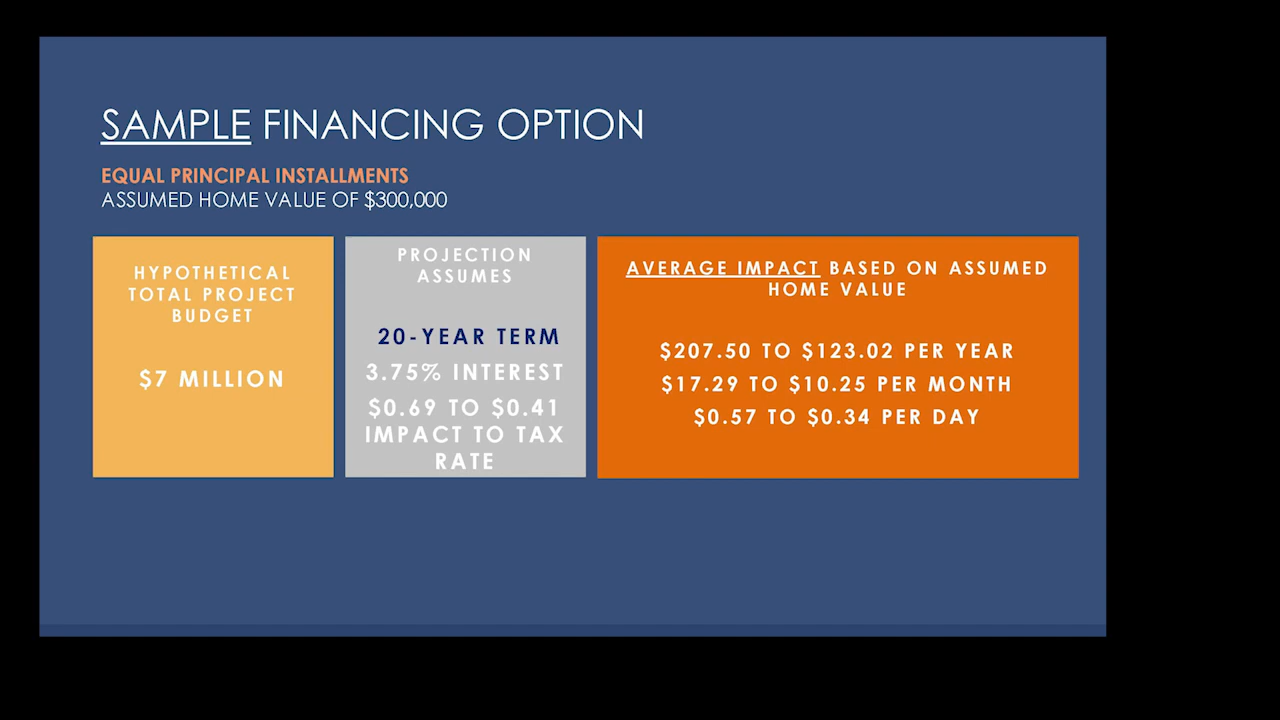 SAMPLE FINANCING OPTION
EQUAL PRINCIPAL INSTALLMENTS
ASSUMED HOME VALUE OF $300,000
HYPOTHETICAL
TOTAL PROJECT
BUDGET
$7 MILLION
PROJECTION
ASSUMES
20-YEAR TERM
3.75% INTEREST
$0.69 TO $0.41
IMPACT TO TAX
RATE
AVERAGE IMPACT BASED ON ASSUMED
HOME VALUE
$207.50 TO $123.02 PER YEAR
$17.29 TO $10.25 PER MONTH
$0.57 TO $0.34 PER DAY